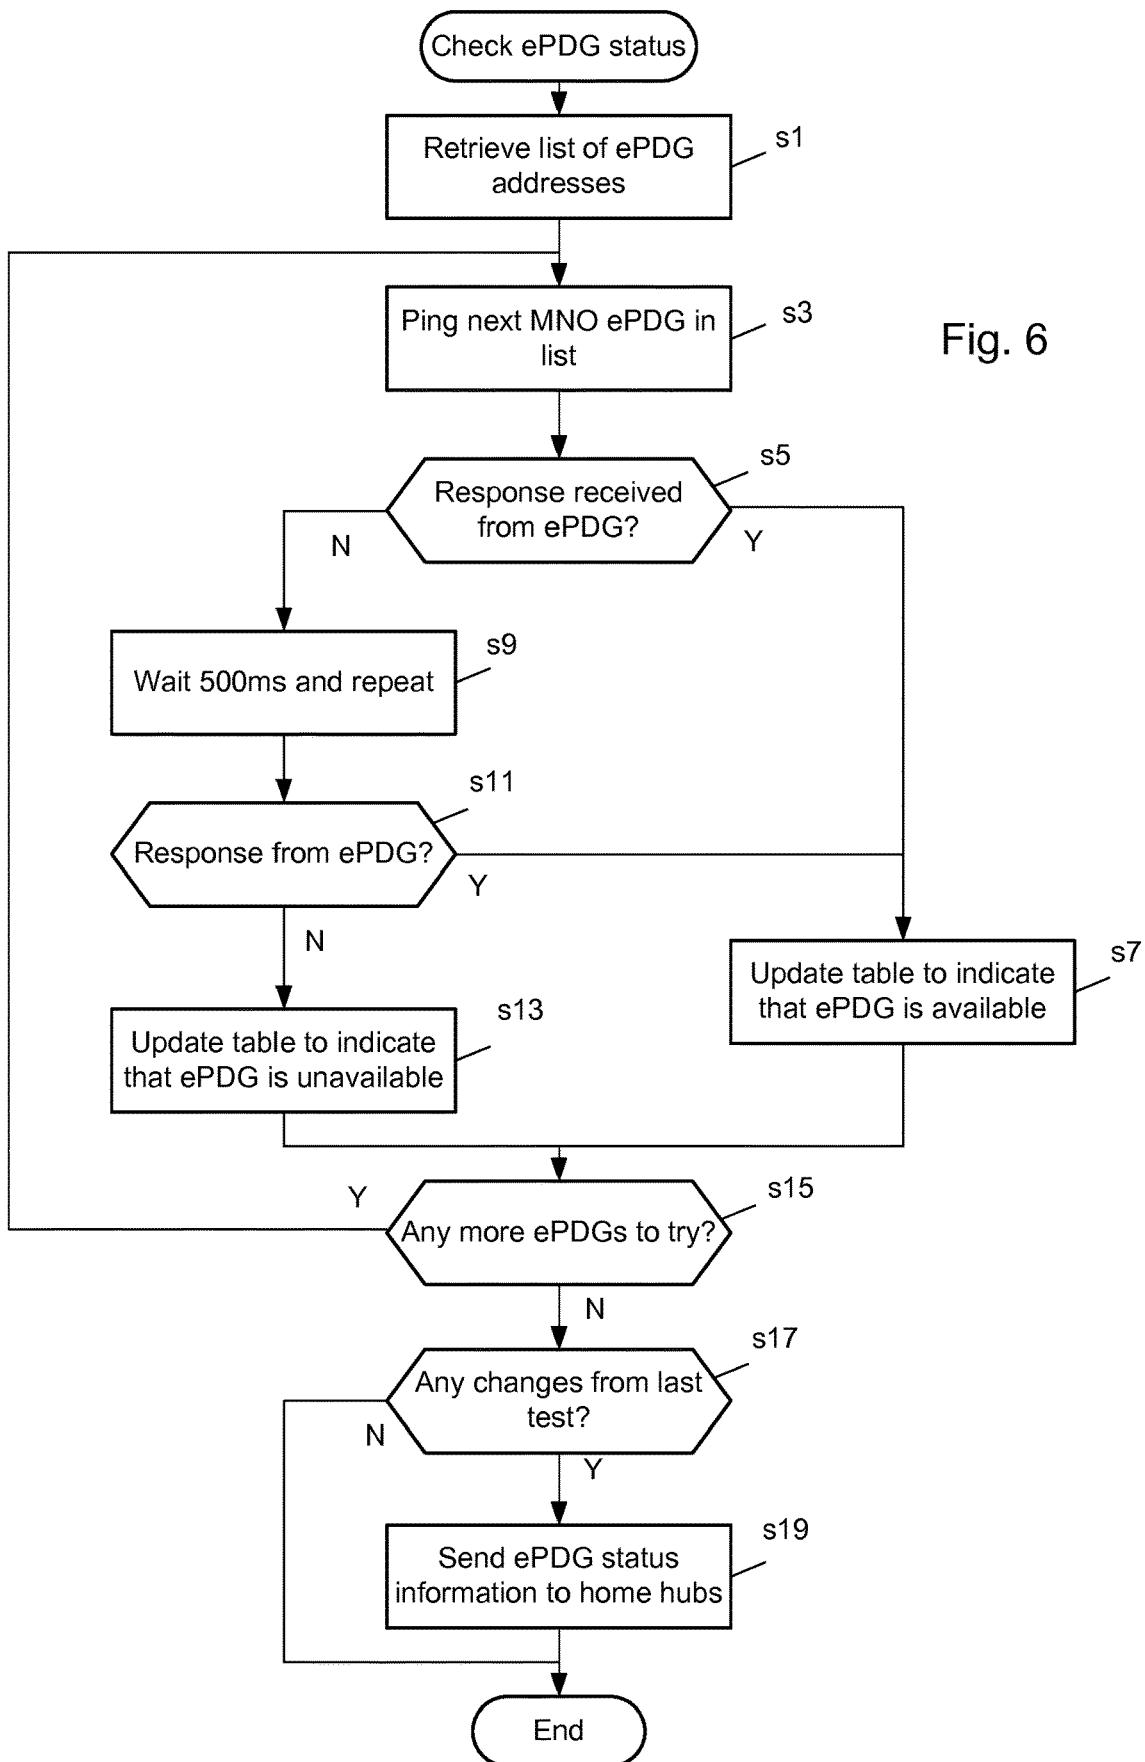 Check ePDG status
Retrieve list of ePDG
addresses
s1
Ping next MNO ePDG in
list
s3
Fig. 6
Response received
from ePDG?
s5
N
Y
Wait 500ms and repeat
s9
Response from ePDG?
s11
Y
N
Update table to indicate
that ePDG is available
s7
Update table to indicate
that ePDG is unavailable
s13
Any more ePDGs to try?
s15
Y
N
Any changes from last
test?
s17
N
Y
Send ePDG status
information to home hubs
s19
End